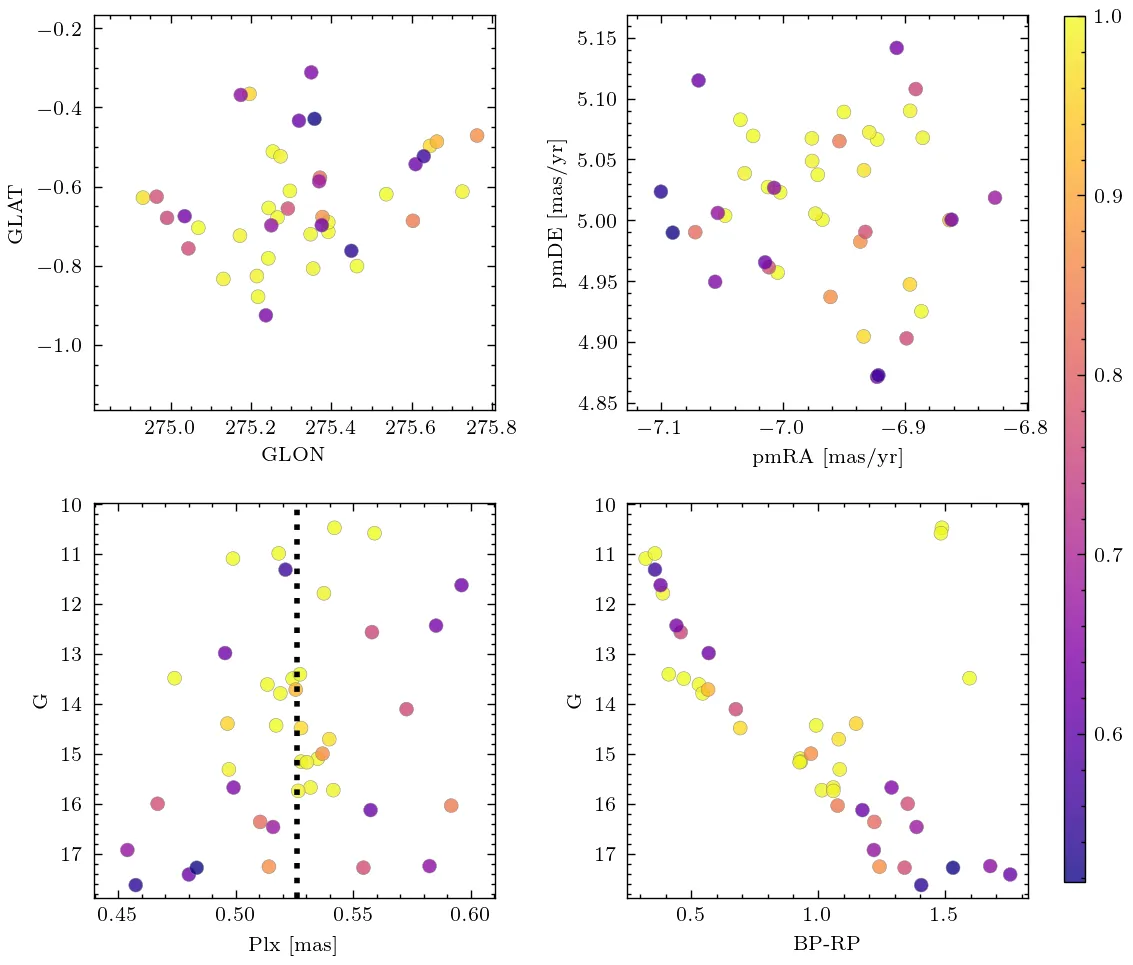 −0.2
−0.4
−0.6
−0.8
−1.0
GLAT
275.0 275.2 275.4 275.6 275.8
GLON
5.15
5.10
5.05
5.00
4.95
4.90
4.85
pmDE [mas/yr]
−7.1 −7.0 −6.9 −6.8
pmRA [mas/yr]
1.0
0.9
0.8
0.7
0.6
10
11
12
13
14
15
16
17
G
0.45 0.50 0.55 0.60
Plx [mas]
10
11
12
13
14
15
16
17
G
0.5 1.0 1.5
BP-RP